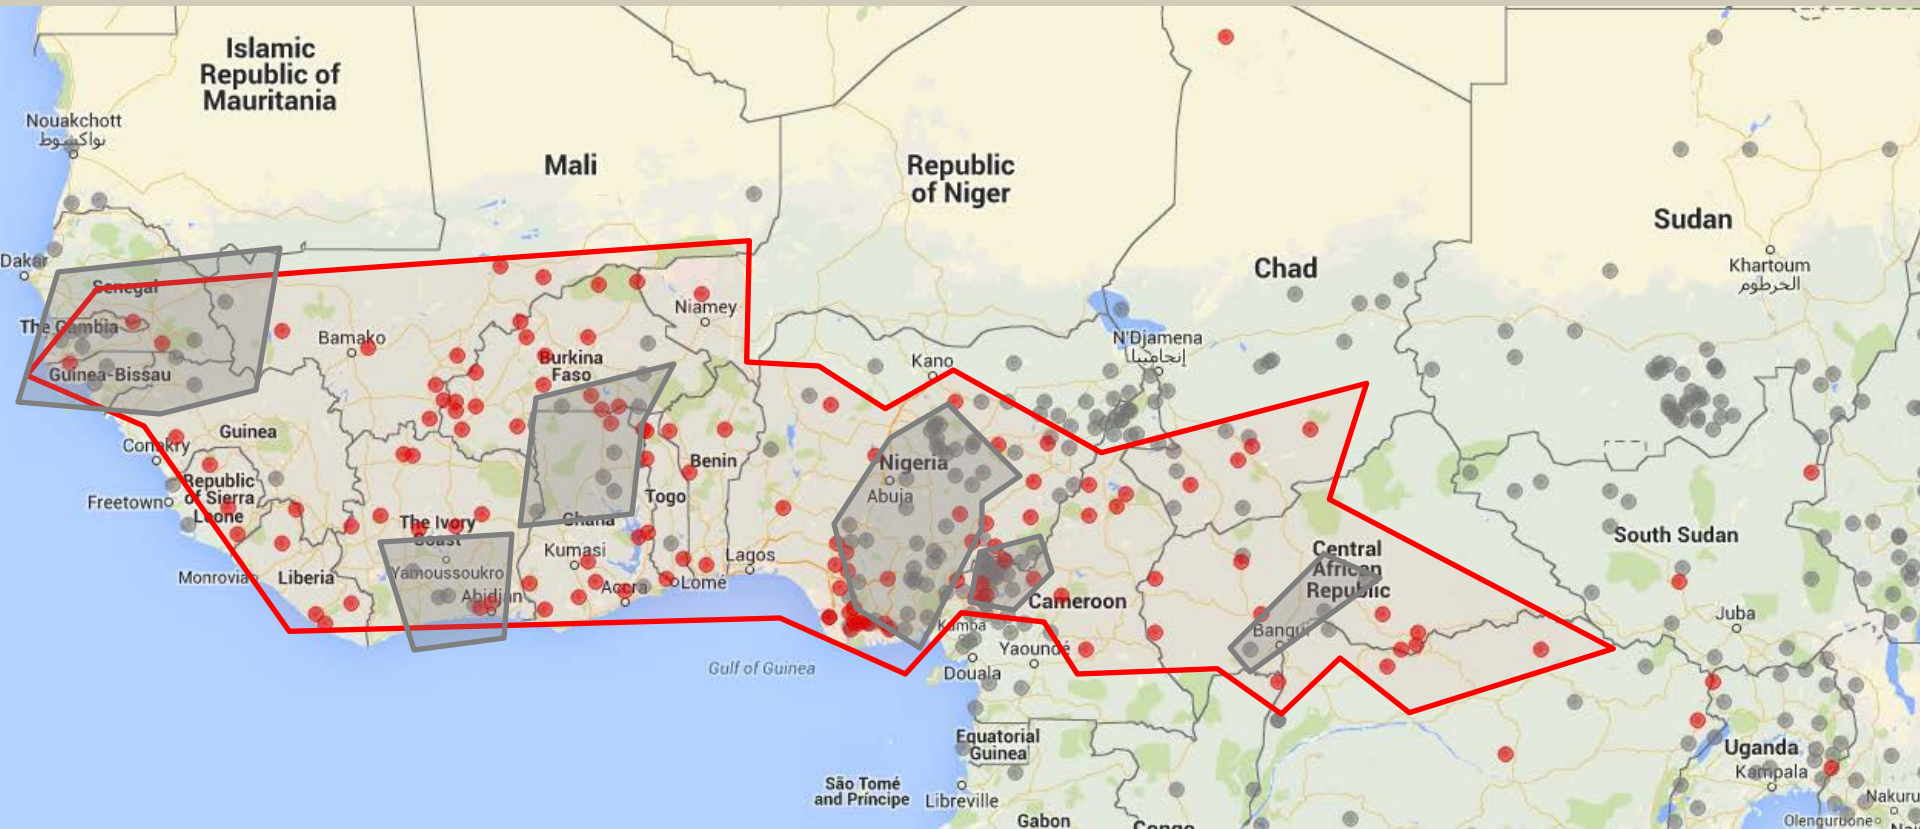 Islamic
Republic of
Mauritania
Nouakchott
نواكشوط
Mali
Republic
of Niger
Sudan
Khartoum
الخرطوم
Chad
Dakar
Senegal
The Gambia
Guinea-Bissau
Bamako
Niamey
Burkina
Faso
Kano
N'Djamena
إنجامينا
Guinea
Conakry
Republic
of Sierra
Leone
Freetown
Monrovia
Liberia
The Ivory
Coast
Yamoussoukro
Abidjan
Ghana
Kumasi
Accra
Togo
Benin
Lomé
Lagos
Nigeria
Abuja
Cameroon
Kumba
Yaoundé
Douala
Gulf of Guinea
Central
African
Republic
Bangui
South Sudan
Juba
Equatorial
Guinea
São Tomé
and Príncipe
Libreville
Gabon
Congo
Uganda
Kampala
Nakuru
Olenguruone